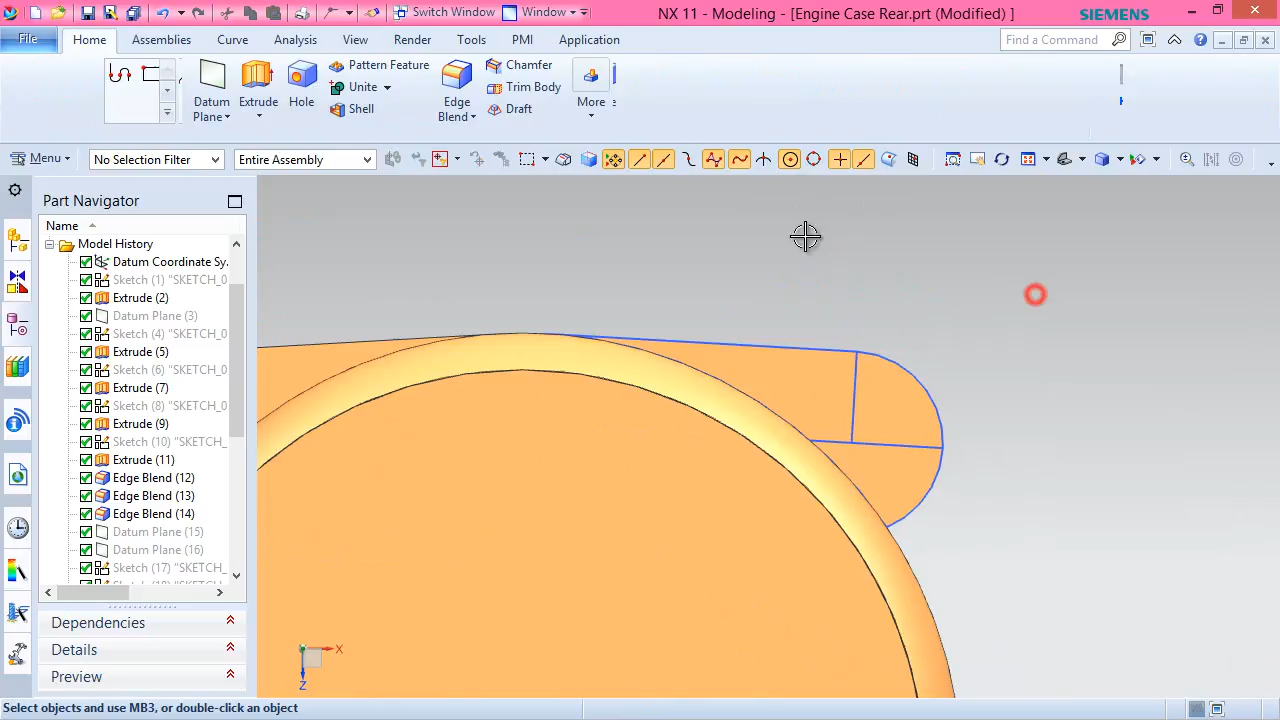 Switch Window
Window
NX 11 - Modeling - [Engine Case Rear.prt (Modified) ]
SIEMENS
File
Home
Assemblies
Curve
Analysis
View
Render
Tools
PMI
Application
Find a Command
Datum
Plane
Extrude
Hole
Pattern Feature
Unite
Shell
Edge
Blend
Chamfer
Trim Body
Draft
More
Menu
No Selection Filter
Entire Assembly
Part Navigator
Name
Model History
Datum Coordinate Sy.
Sketch (1) "SKETCH_0
Extrude (2)
Datum Plane (3)
Sketch (4) "SKETCH_0
Extrude (5)
Sketch (6) "SKETCH_0
Extrude (7)
Sketch (8) "SKETCH_0
Extrude (9)
Sketch (10) "SKETCH_
Extrude (11)
Edge Blend (12)
Edge Blend (13)
Edge Blend (14)
Datum Plane (15)
Datum Plane (16)
Sketch (17) "SKETCH_
Dependencies
Details
Preview
X
Z
Select objects and use MB3, or double-click an object